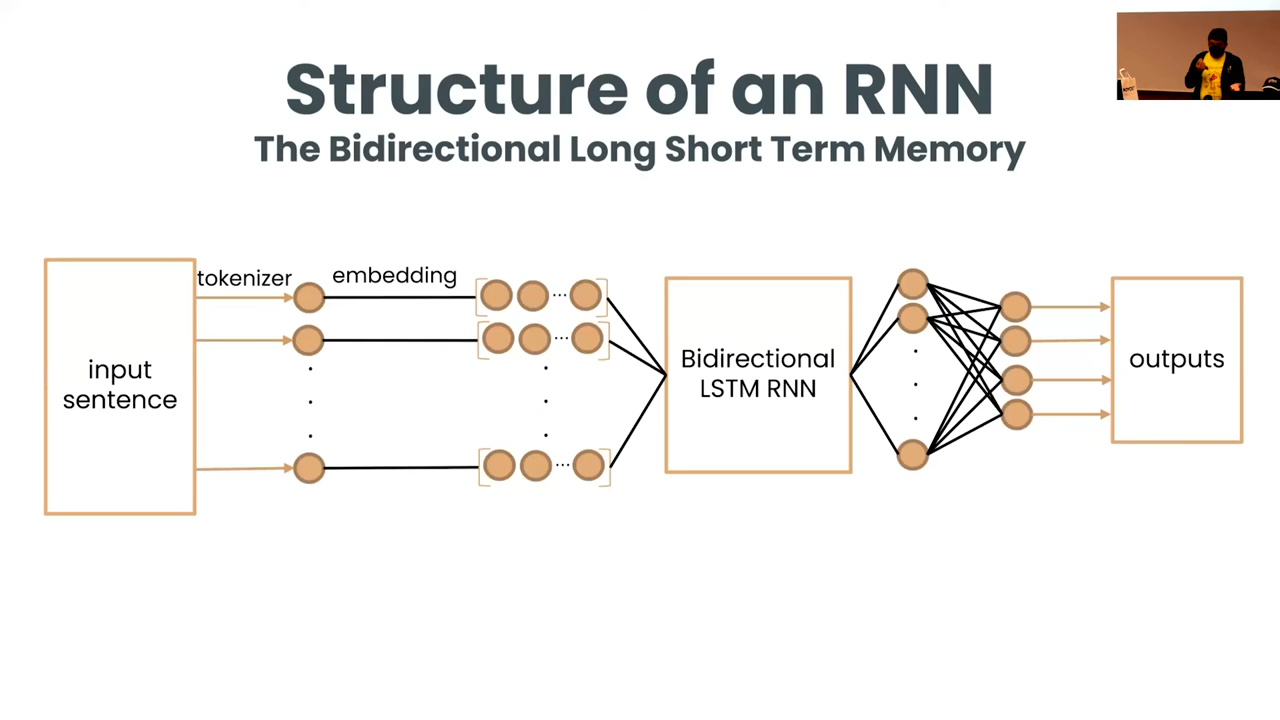 Structure of an RNN
The Bidirectional Long Short Term Memory
tokenizer
embedding
input
sentence
Bidirectional
LSTM RNN
outputs